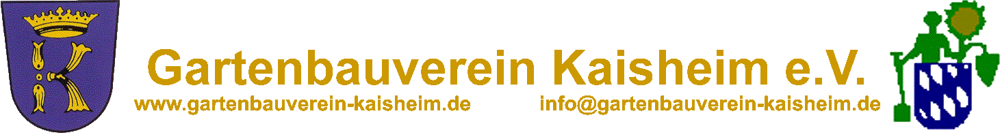 Gartenbauverein Kaisheim e.V.
www.gartenbauverein-kaisheim.de info@gartenbauverein-kaisheim.de